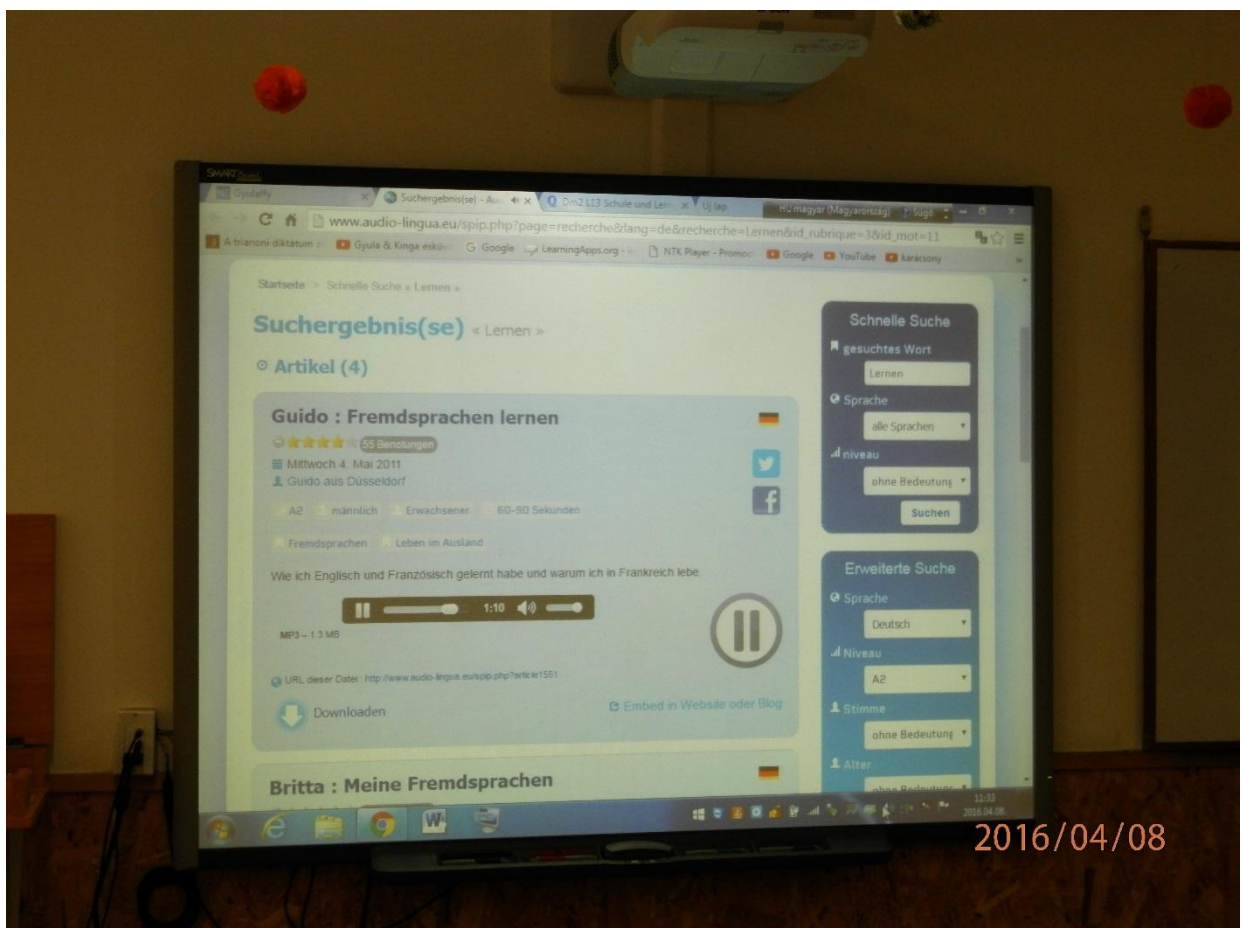 SMART
Gyulaffy Suchergebnis(se) – Au Dm2 L13 Schule und Lern Új lap HU magyar (Magyarország) Súgó
www.audio-lingua.eu/spip.php?page=recherche&lang=de&recherche=Lernen&id_rubrique=3&id_mot=11
A trianoni diktátum Gyula & Kinga eskü Google LearningApps.org - NTK Player - Promo Google YouTube karácsony
Startseite > Schnelle Suche « Lernen »
Suchergebnis(se) « Lernen »
Artikel (4)
Guido : Fremdsprachen lernen
55 Benotungen
Mittwoch 4. Mai 2011
Guido aus Düsseldorf
A2 männlich Erwachsener 60-90 Sekunden
Fremdsprachen Leben im Ausland
Wie ich Englisch und Französisch gelernt habe und warum ich in Frankreich lebe.
1:10
MP3 – 1.3 MB
URL dieser Datei : http://www.audio-lingua.eu/spip.php?article1551
Downloaden
Embed in Website oder Blog
Britta : Meine Fremdsprachen
Schnelle Suche
gesuchtes Wort
Lernen
Sprache
alle Sprachen
niveau
ohne Bedeutung
Suchen
Erweiterte Suche
Sprache
Deutsch
Niveau
A2
Stimme
ohne Bedeutung
Alter
ohne Bedeutung
11:33
2016.04.08.
2016/04/08